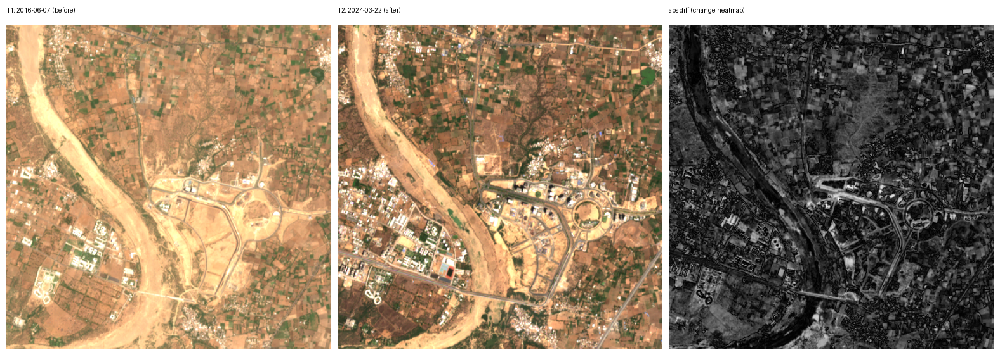 T1: 2016-06-07 (before)
T2: 2024-03-22 (after)
absdiff (change heatmap)